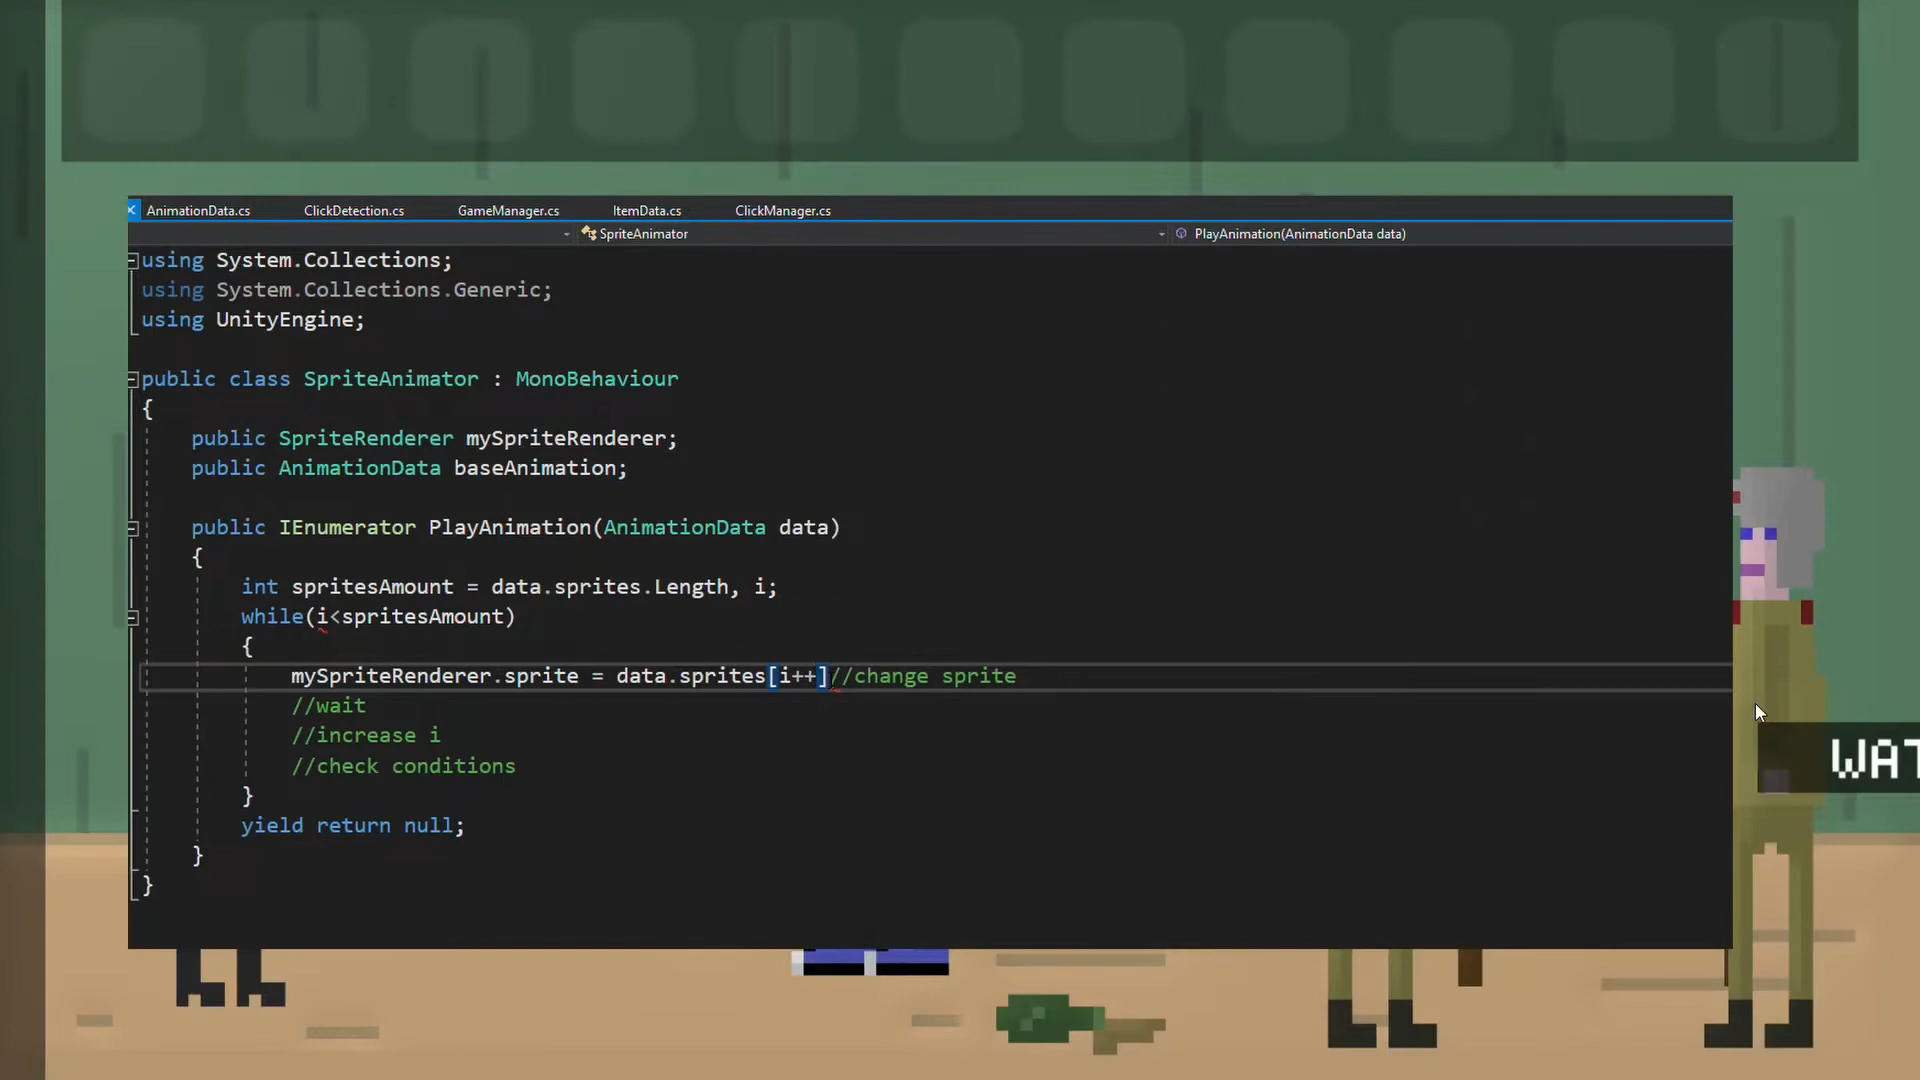 AnimationData.cs ClickDetection.cs GameManager.cs ItemData.cs ClickManager.cs
SpriteAnimator PlayAnimation(AnimationData data)
using System.Collections;
using System.Collections.Generic;
using UnityEngine;
public class SpriteAnimator : MonoBehaviour
{
public SpriteRenderer mySpriteRenderer;
public AnimationData baseAnimation;
public IEnumerator PlayAnimation(AnimationData data)
{
int spritesAmount = data.sprites.Length, i;
while(i<spritesAmount)
{
mySpriteRenderer.sprite = data.sprites[i++]//change sprite
//wait
//increase i
//check conditions
}
yield return null;
}
}
WAT